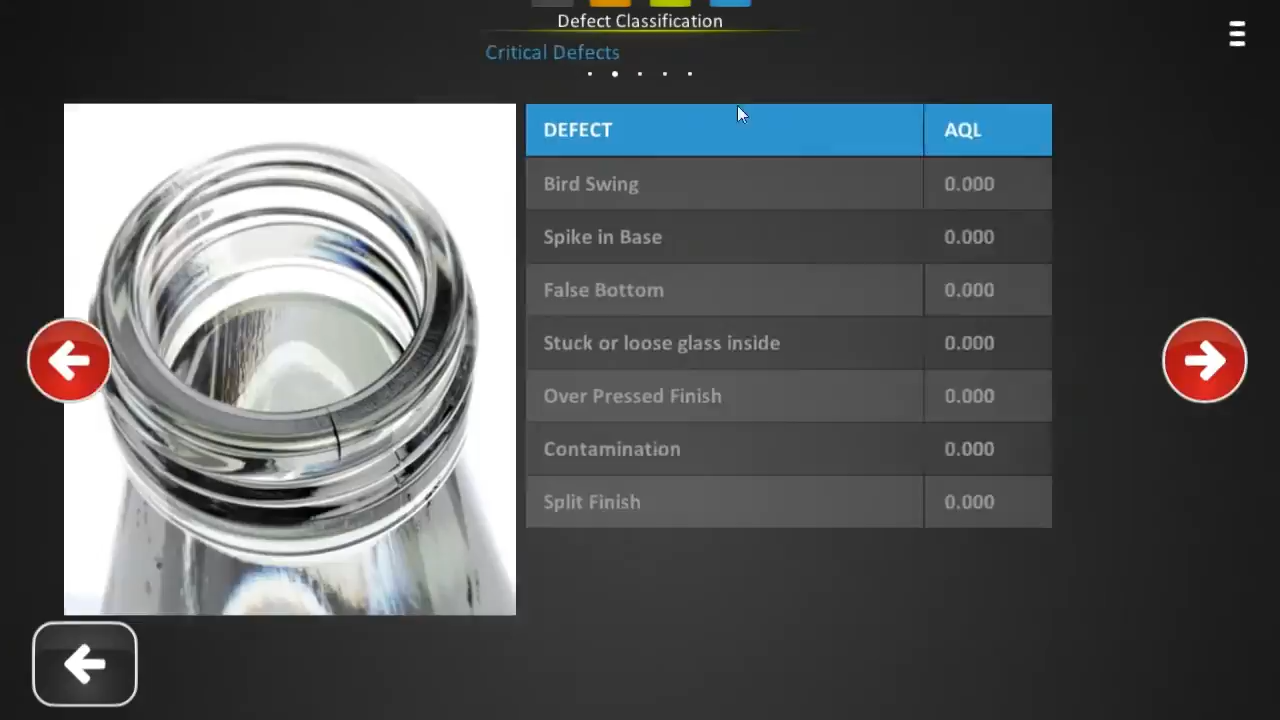 Defect Classification
Critical Defects
DEFECT AQL
Bird Swing 0.000
Spike in Base 0.000
False Bottom 0.000
Stuck or loose glass inside 0.000
Over Pressed Finish 0.000
Contamination 0.000
Split Finish 0.000